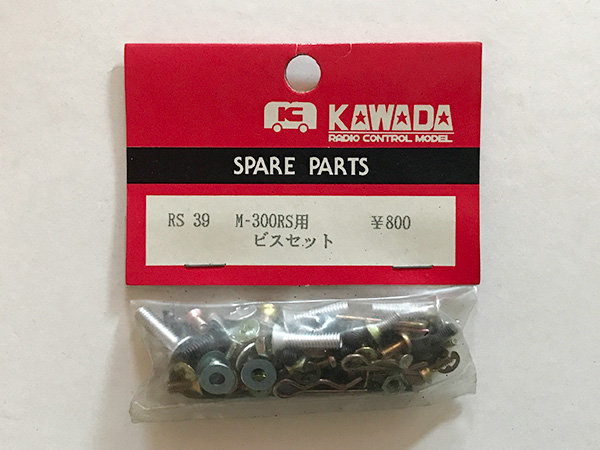 K
KAWADA
RADIO CONTROL MODEL
SPARE PARTS
RS 39 M-300RS用 ¥800
ビスセット